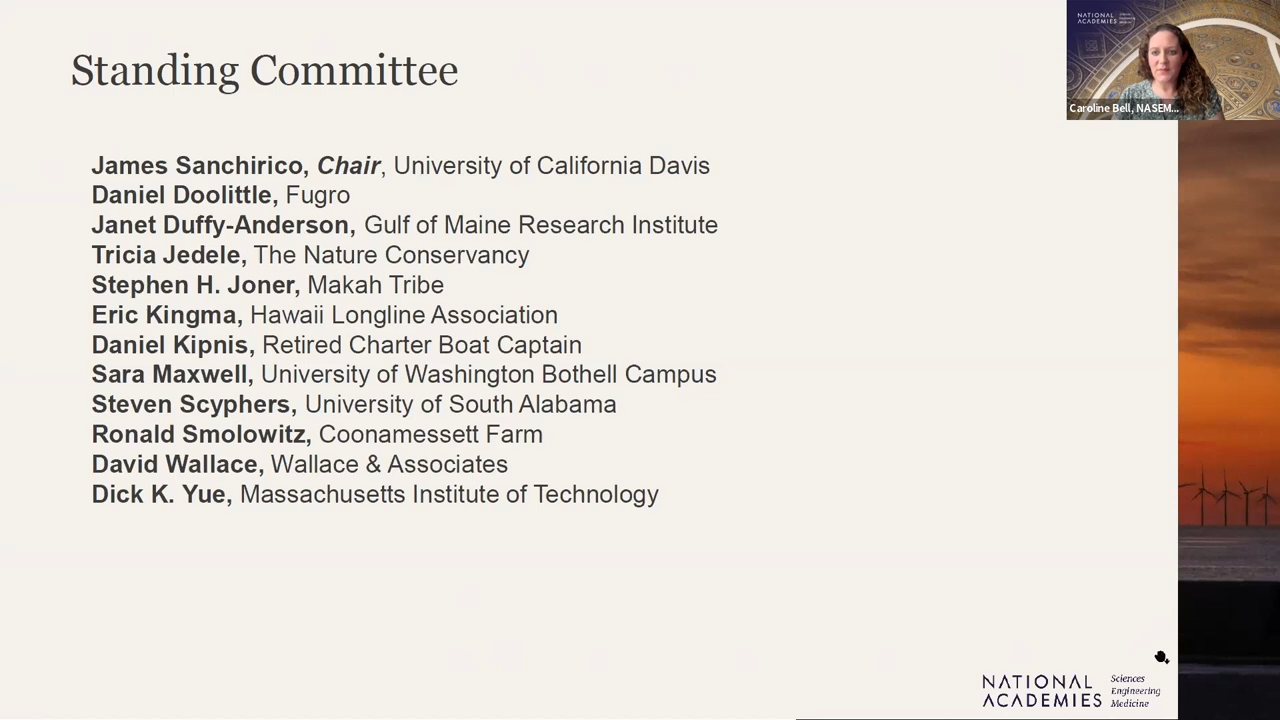 Standing Committee
NATIONAL
ACADEMIES
Caroline Bell, NASEM...
James Sanchirico, Chair, University of California Davis
Daniel Doolittle, Fugro
Janet Duffy-Anderson, Gulf of Maine Research Institute
Tricia Jedele, The Nature Conservancy
Stephen H. Joner, Makah Tribe
Eric Kingma, Hawaii Longline Association
Daniel Kipnis, Retired Charter Boat Captain
Sara Maxwell, University of Washington Bothell Campus
Steven Scyphers, University of South Alabama
Ronald Smolowitz, Coonamessett Farm
David Wallace, Wallace & Associates
Dick K. Yue, Massachusetts Institute of Technology
NATIONAL
ACADEMIES
Sciences
Engineering
Medicine